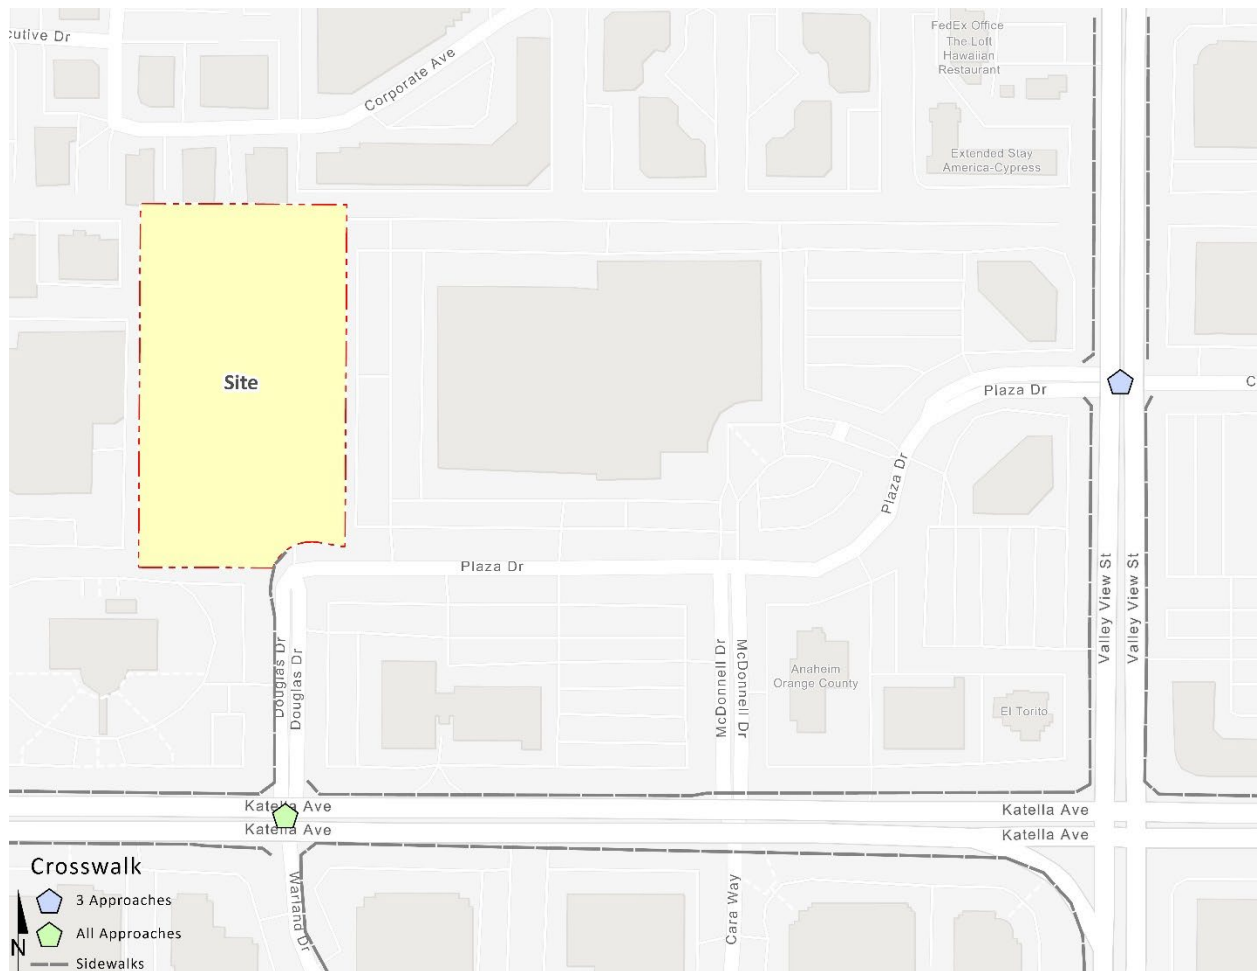 cutive Dr
Corporate Ave
FedEx Office
The Loft
Hawaiian
Restaurant
Extended Stay
America-Cypress
Site
Plaza Dr
C
Plaza Dr
Plaza Dr
Valley View St
Valley View St
Douglas Dr
Douglas Dr
McDonnell Dr
McDonnell Dr
Anaheim
Orange County
El Torito
Katella Ave
Katella Ave
Katella Ave
Katella Ave
Warland Dr
Cara Way
Crosswalk
3 Approaches
All Approaches
Sidewalks
N